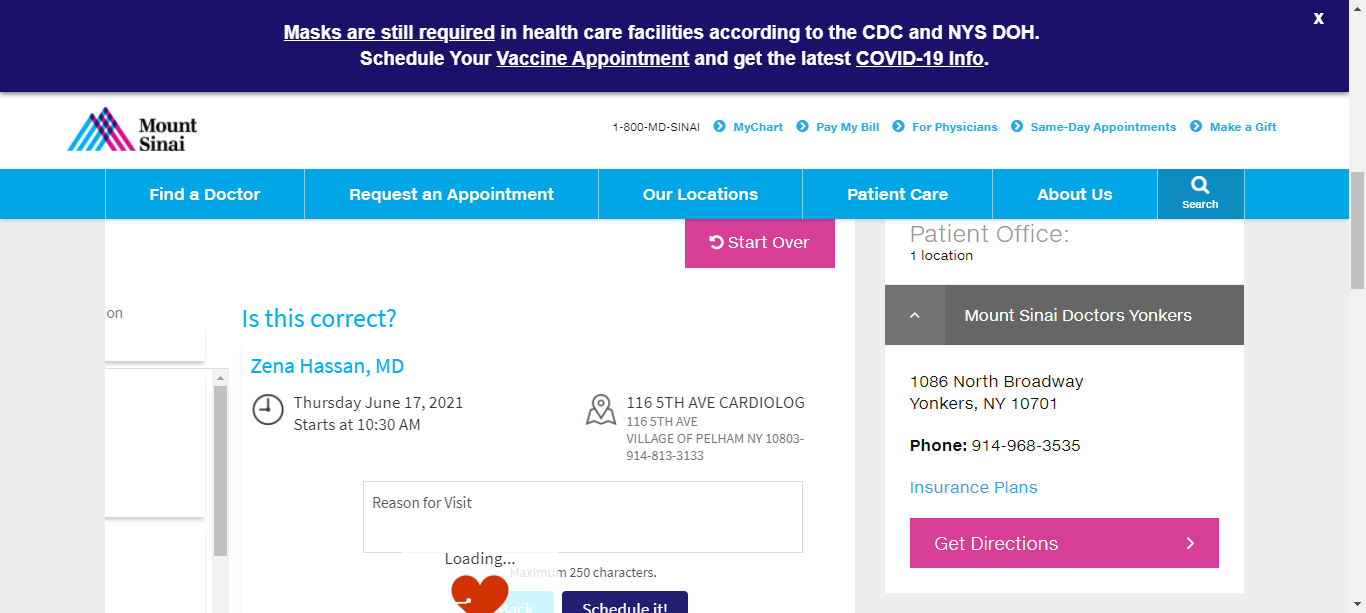 Masks are still required in health care facilities according to the CDC and NYS DOH.
Schedule Your Vaccine Appointment and get the latest COVID-19 Info.
X
Mount
Sinai
1-800-MD-SINAI
MyChart
Pay My Bill
For Physicians
Same-Day Appointments
Make a Gift
Find a Doctor
Request an Appointment
Our Locations
Patient Care
About Us
Search
Start Over
on
Is this correct?
Zena Hassan, MD
Thursday June 17, 2021
Starts at 10:30 AM
116 5TH AVE CARDIOLOG
116 5TH AVE
VILLAGE OF PELHAM NY 10803-
914-813-3133
Reason for Visit
Loading...
Maximum 250 characters.
Back
Schedule it!
Patient Office:
1 location
Mount Sinai Doctors Yonkers
1086 North Broadway
Yonkers, NY 10701
Phone: 914-968-3535
Insurance Plans
Get Directions